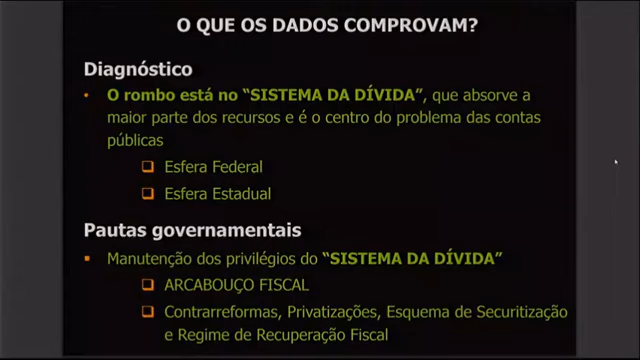 O QUE OS DADOS COMPROVAM?
Diagnóstico
• O rombo está no “SISTEMA DA DÍVIDA”, que absorve a
maior parte dos recursos e é o centro do problema das contas
públicas
❑ Esfera Federal
❑ Esfera Estadual
Pautas governamentais
▪ Manutenção dos privilégios do “SISTEMA DA DÍVIDA”
❑ ARCABOUÇO FISCAL
❑ Contrarreformas, Privatizações, Esquema de Securitização
e Regime de Recuperação Fiscal